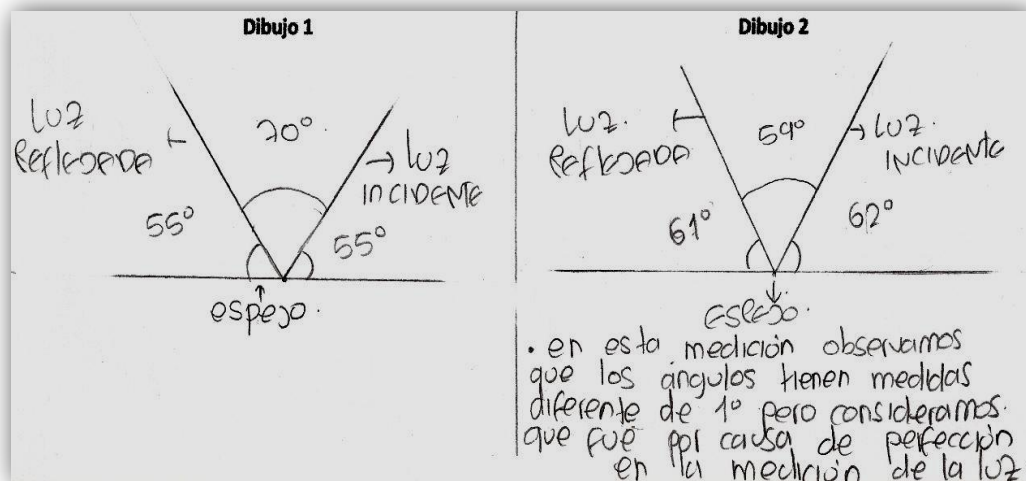 Dibujo 1
LUZ
REFLEJADA
70°
LUZ
INCIDENTE
55°
55°
espejo.
Dibujo 2
LUZ.
REFLEJADA
59°
LUZ.
INCIDENTE
61°
62°
ESPEJO.
• en esta medición observamos
que los ángulos tienen medidas
diferente de 1° pero consideramos.
que fué por causa de perfección
en la medición de la luz